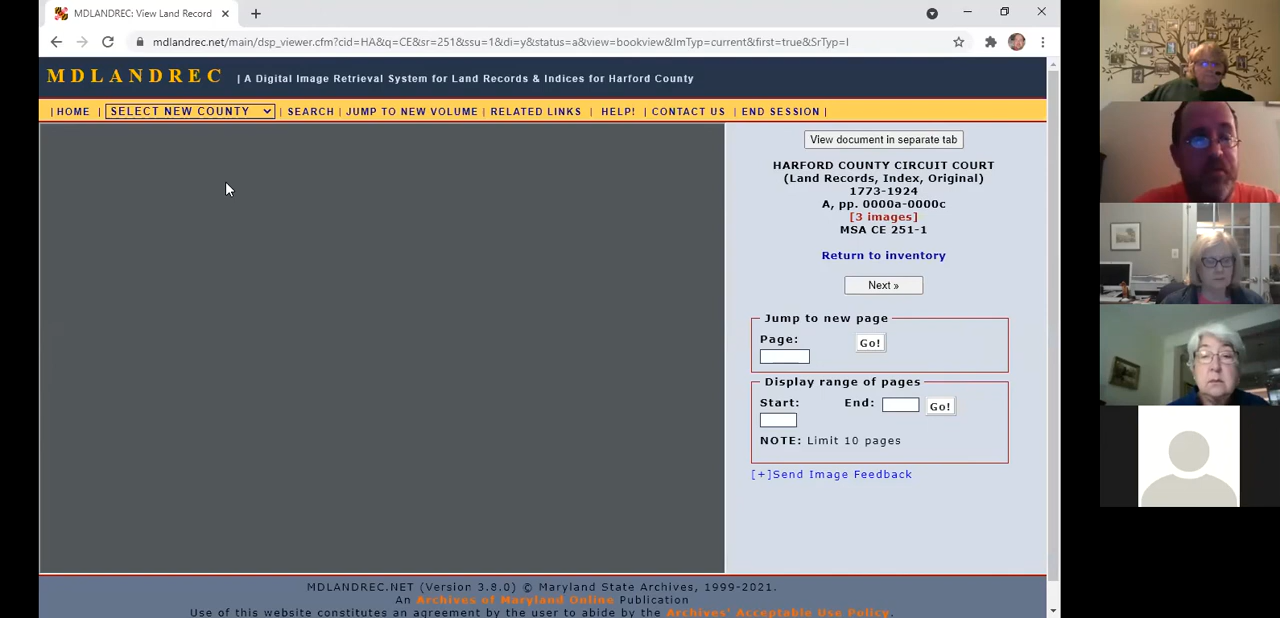 MDLANDREC: View Land Record
mdlandrec.net/main/dsp_viewer.cfm?cid=HA&q=CE&sr=251&ssu=1&di=y&status=a&view=bookview&ImTyp=current&first=true&SrTyp=I
MDLANDREC | A Digital Image Retrieval System for Land Records & Indices for Harford County
| HOME | SELECT NEW COUNTY | SEARCH | JUMP TO NEW VOLUME | RELATED LINKS | HELP! | CONTACT US | END SESSION |
View document in separate tab
HARFORD COUNTY CIRCUIT COURT
(Land Records, Index, Original)
1773-1924
A, pp. 0000a-0000c
[3 images]
MSA CE 251-1
Return to inventory
Next »
Jump to new page
Page:
Go!
Display range of pages
Start: End: Go!
NOTE: Limit 10 pages
[+]Send Image Feedback
MDLANDREC.NET (Version 3.8.0) © Maryland State Archives, 1999-2021.
An Archives of Maryland Online Publication
Use of this website constitutes an agreement by the user to abide by the Archives' Acceptable Use Policy.